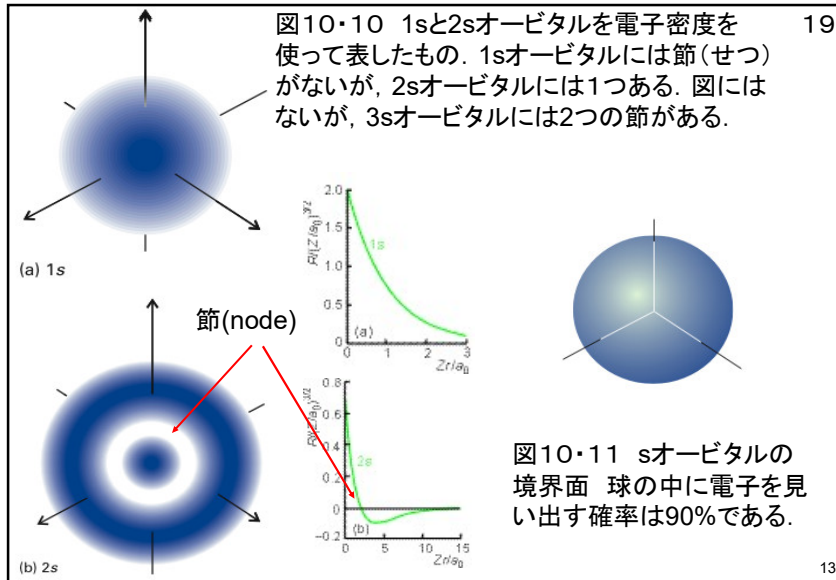 図10・10 1sと2sオービタルを電子密度を
使って表したもの. 1sオービタルには節(せつ)
がないが, 2sオービタルには1つある. 図には
ないが, 3sオービタルには2つの節がある.
19
(a) 1s
節(node)
R/(Z/a0)^3/2
2.0
1.5
1.0
0.5
0
1s
(a)
0 1 2 3
Zr/a0
R/(Z/a0)^3/2
0.8
0.6
0.4
0.2
0
-0.2
2s
(b)
0 5 10 15
Zr/a0
(b) 2s
図10・11 sオービタルの
境界面 球の中に電子を見
い出す確率は90%である.
13